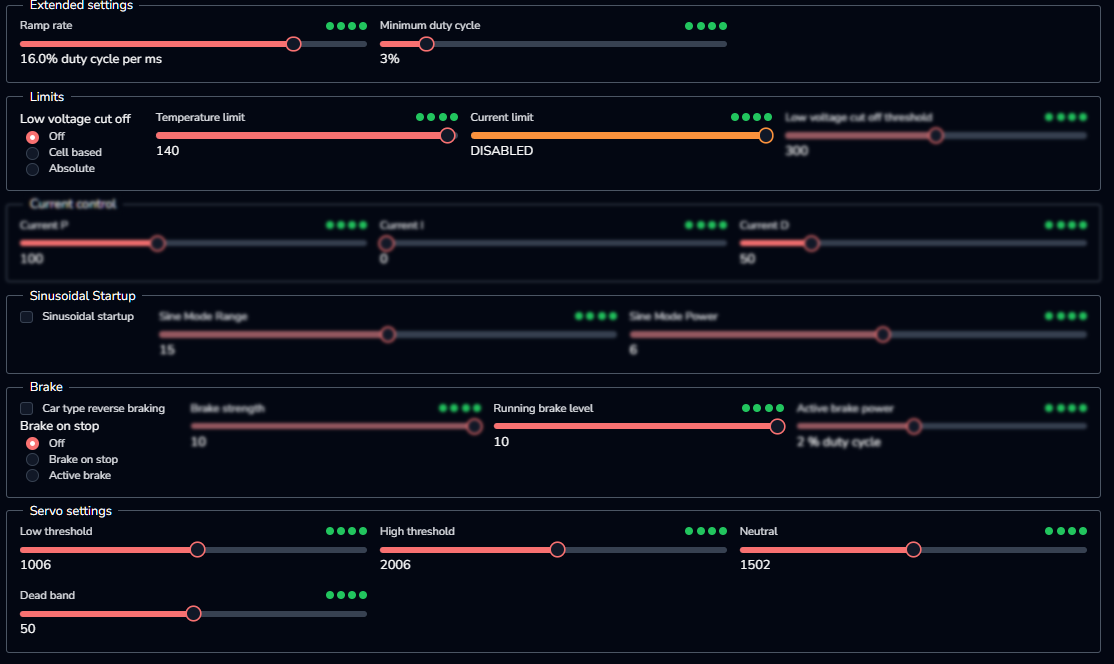 Extended settings
Ramp rate
16.0% duty cycle per ms
Minimum duty cycle
3%
Limits
Low voltage cut off
Off
Cell based
Absolute
Temperature limit
140
Current limit
DISABLED
Low voltage cut off threshold
300
Current control
Current P
100
Current I
0
Current D
50
Sinusoidal Startup
Sinusoidal startup
Sine Mode Range
15
Sine Mode Power
6
Brake
Car type reverse braking
Brake on stop
Off
Brake on stop
Active brake
Brake strength
10
Running brake level
10
Active brake power
2 % duty cycle
Servo settings
Low threshold
1006
High threshold
2006
Neutral
1502
Dead band
50